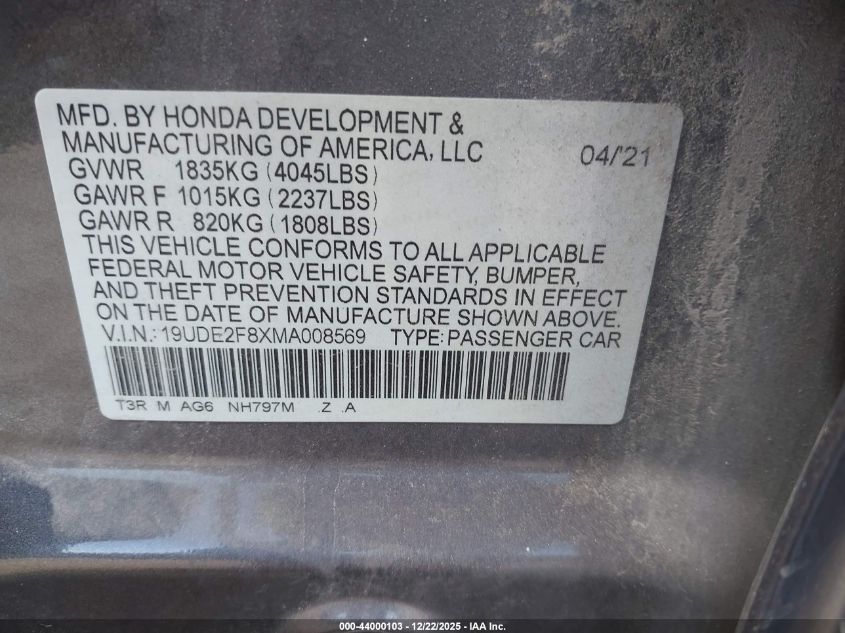 MFD. BY HONDA DEVELOPMENT &
MANUFACTURING OF AMERICA, LLC 04/'21
GVWR 1835KG (4045LBS)
GAWR F 1015KG (2237LBS)
GAWR R 820KG (1808LBS)
THIS VEHICLE CONFORMS TO ALL APPLICABLE
FEDERAL MOTOR VEHICLE SAFETY, BUMPER,
AND THEFT PREVENTION STANDARDS IN EFFECT
ON THE DATE OF MANUFACTURE SHOWN ABOVE.
V.I.N.: 19UDE2F8XMA008569 TYPE: PASSENGER CAR
T3R M AG6 NH797M .Z .A
000-44000103 - 12/22/2025 - IAA Inc.